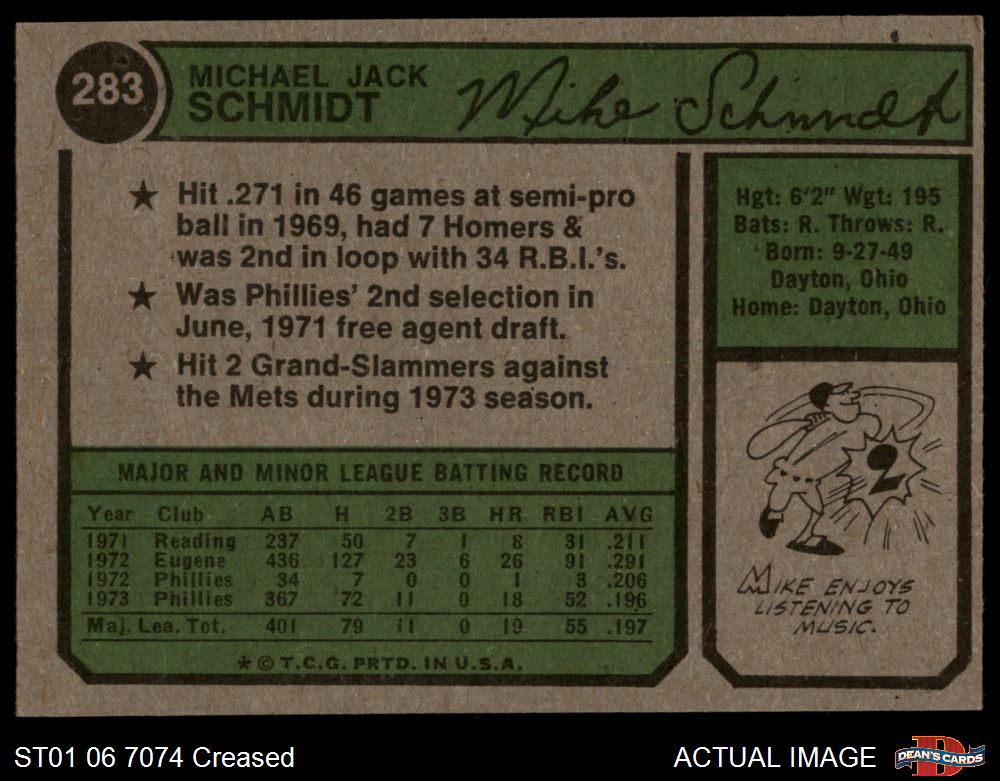 283
MICHAEL JACK
SCHMIDT
Mike Schmidt
★ Hit .271 in 46 games at semi-pro
ball in 1969, had 7 Homers &
was 2nd in loop with 34 R.B.I.'s.
★ Was Phillies' 2nd selection in
June, 1971 free agent draft.
★ Hit 2 Grand-Slammers against
the Mets during 1973 season.
Hgt: 6'2" Wgt: 195
Bats: R. Throws: R.
Born: 9-27-49
Dayton, Ohio
Home: Dayton, Ohio
2
MIKE ENJOYS
LISTENING TO
MUSIC.
MAJOR AND MINOR LEAGUE BATTING RECORD
Year Club AB H 2B 3B HR RBI AVG
1971 Reading 237 50 7 1 8 31 .211
1972 Eugene 436 127 23 6 26 91 .291
1972 Phillies 34 7 0 0 1 3 .206
1973 Phillies 367 72 11 0 18 52 .196
Maj. Lea. Tot. 401 79 11 0 19 55 .197
* © T.C.G. PRTD. IN U.S.A.
ST01 06 7074 Creased
ACTUAL IMAGE
D
DEAN'S CARDS